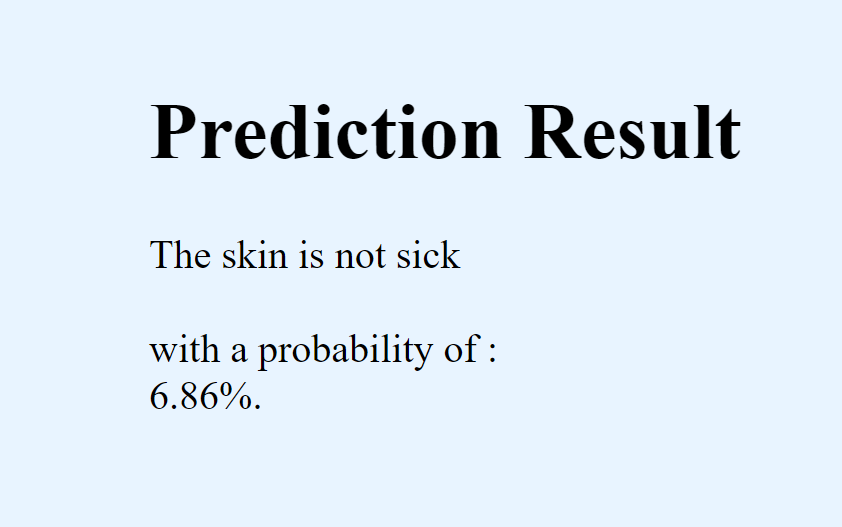 Prediction Result
The skin is not sick
with a probability of :
6.86%.